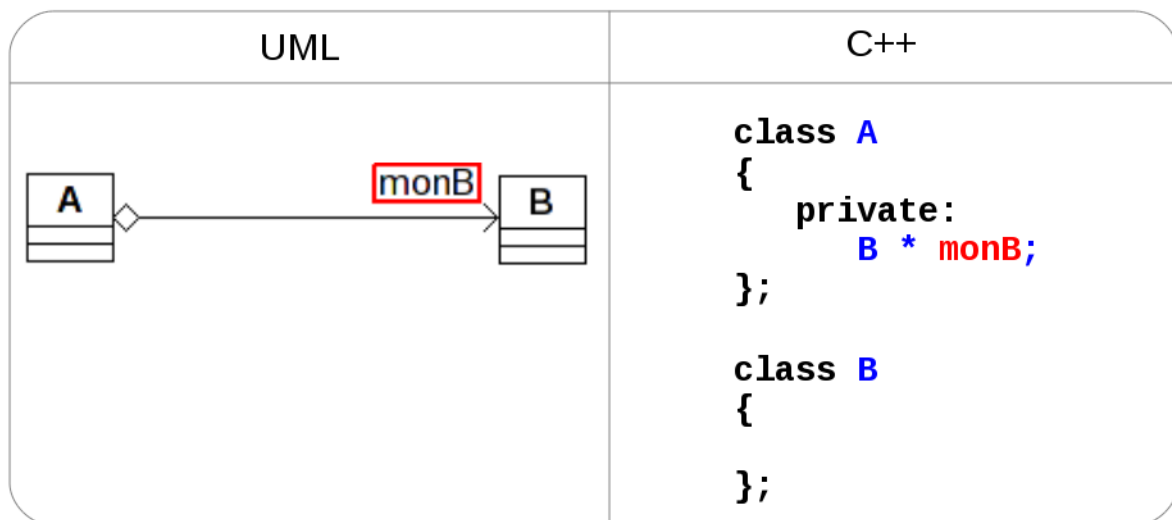 UML
C++
A
monB
B
class A
{
private:
B * monB;
};
class B
{
};